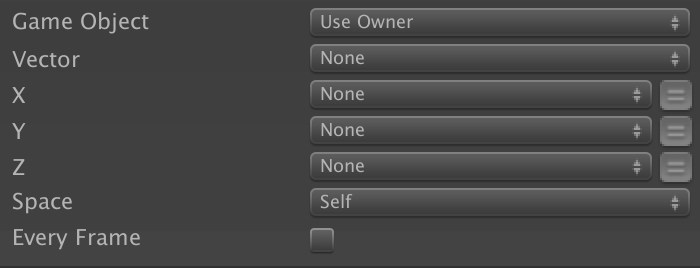 Game Object Use Owner
Vector None
X None
Y None
Z None
Space Self
Every Frame